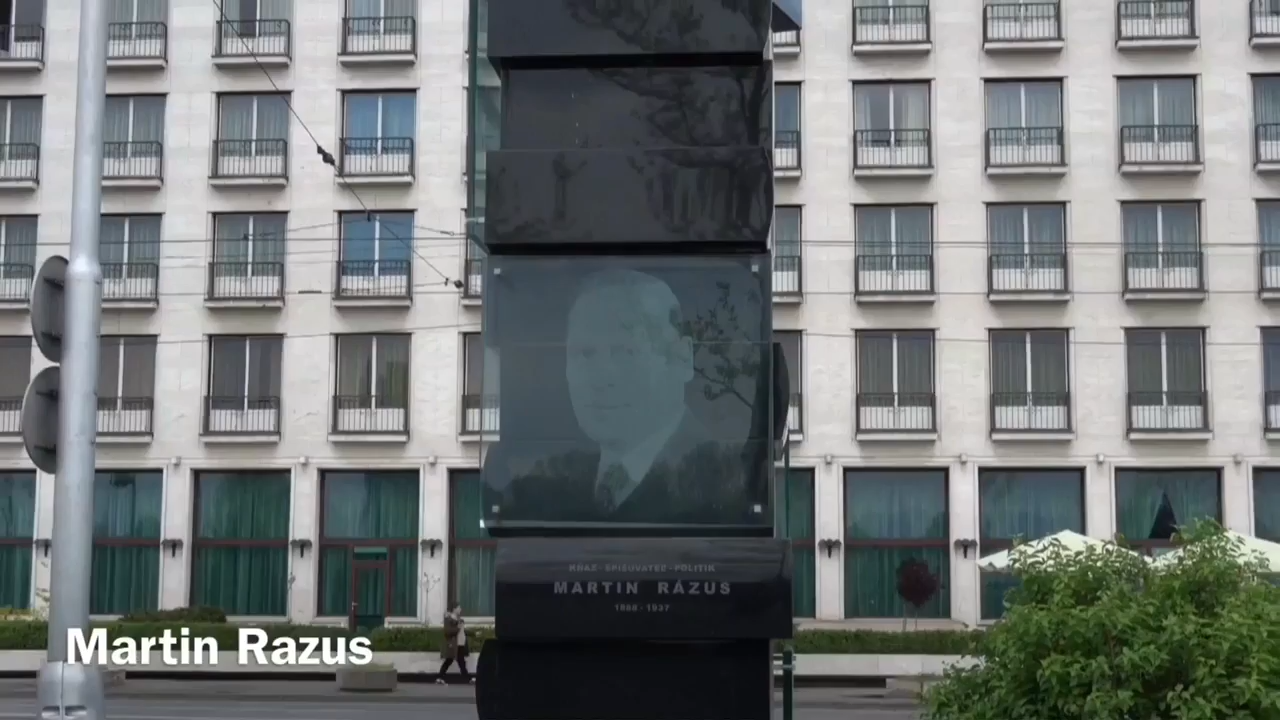 KŇAZ - SPISOVATEĽ - POLITIK
MARTIN RÁZUS
1888 - 1937
Martin Razus